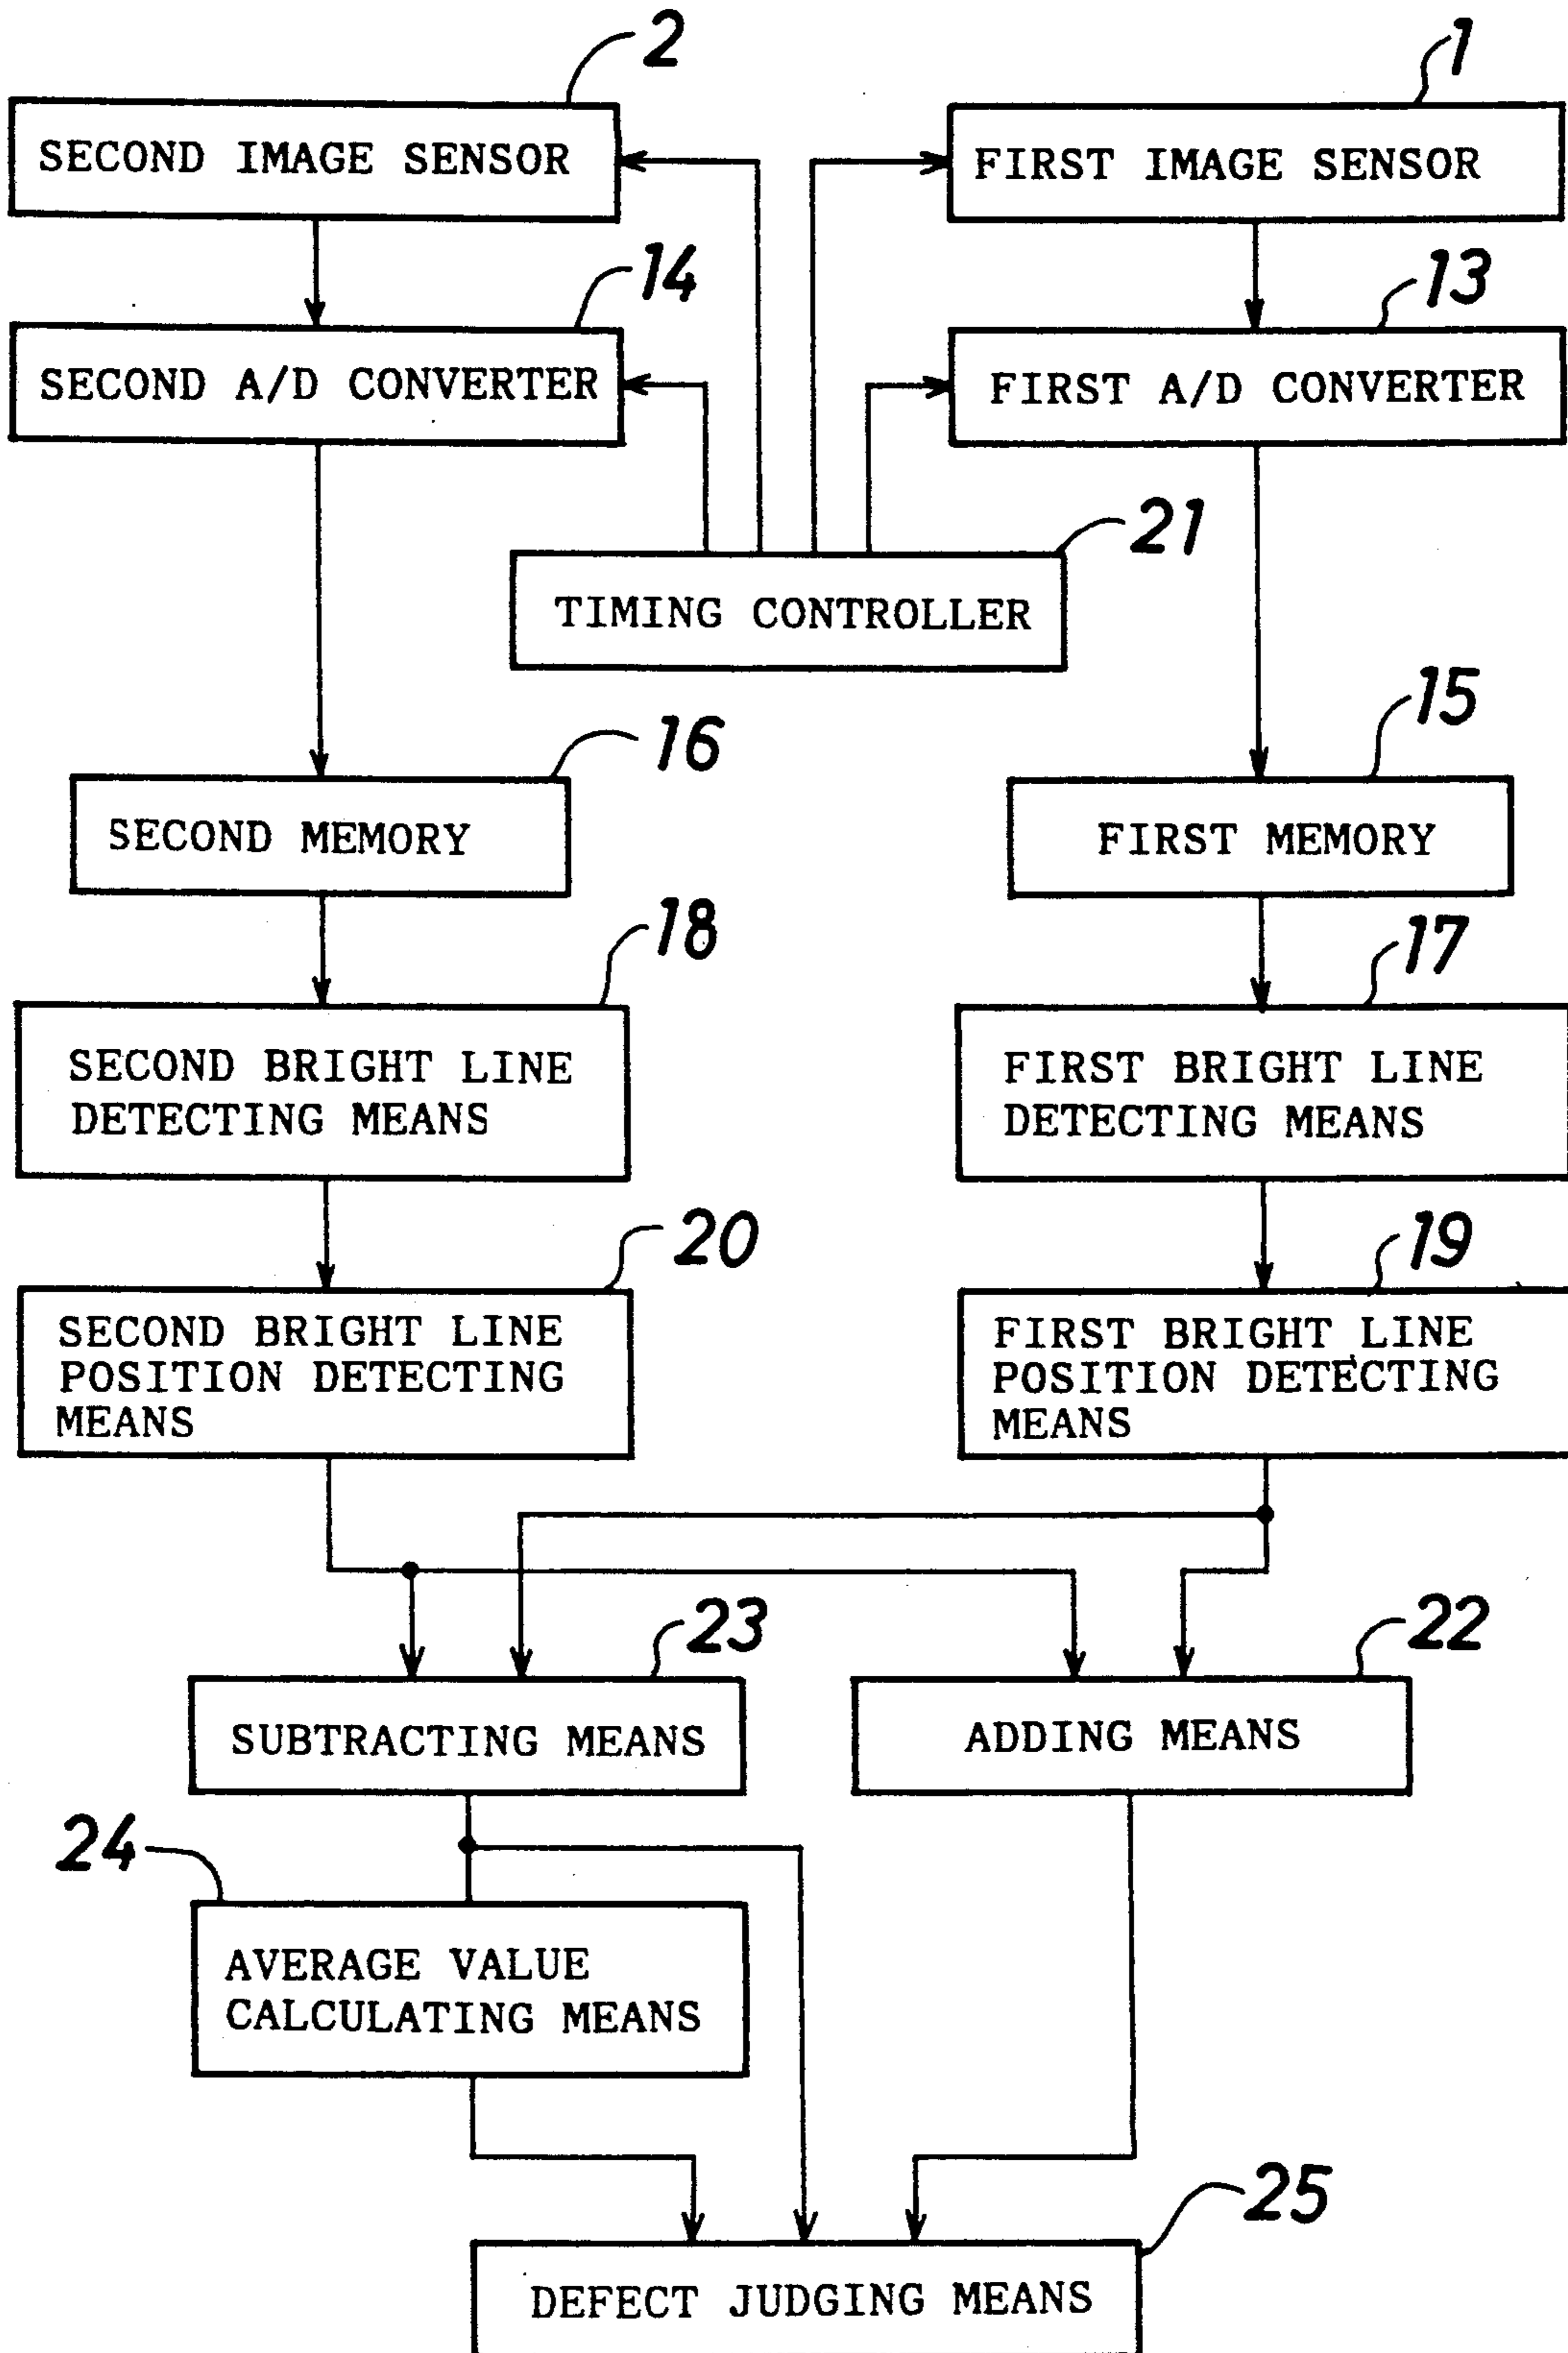 2
1
SECOND IMAGE SENSOR
FIRST IMAGE SENSOR
14
13
SECOND A/D CONVERTER
FIRST A/D CONVERTER
21
TIMING CONTROLLER
16
15
SECOND MEMORY
FIRST MEMORY
18
17
SECOND BRIGHT LINE
DETECTING MEANS
FIRST BRIGHT LINE
DETECTING MEANS
20
19
SECOND BRIGHT LINE
POSITION DETECTING
MEANS
FIRST BRIGHT LINE
POSITION DETECTING
MEANS
23
22
SUBTRACTING MEANS
ADDING MEANS
24
AVERAGE VALUE
CALCULATING MEANS
25
DEFECT JUDGING MEANS